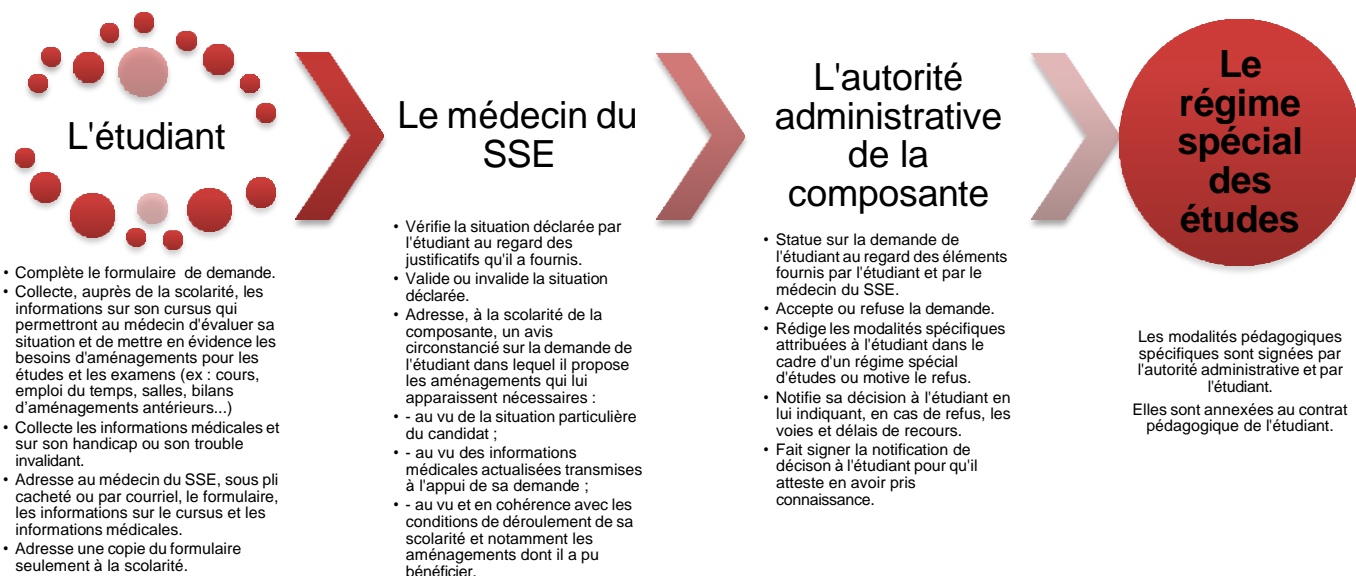 L'étudiant
• Complète le formulaire de demande.
• Collecte, auprès de la scolarité, les
informations sur son cursus qui
permettront au médecin d'évaluer sa
situation et de mettre en évidence les
besoins d'aménagements pour les
études et les examens (ex : cours,
emploi du temps, salles, bilans
d'aménagements antérieurs...)
• Collecte les informations médicales et
sur son handicap ou son trouble
invalidant.
• Adresse au médecin du SSE, sous pli
cacheté ou par courriel, le formulaire,
les informations sur le cursus et les
informations médicales.
• Adresse une copie du formulaire
seulement à la scolarité.
Le médecin du
SSE
• Vérifie la situation déclarée par
l'étudiant au regard des
justificatifs qu'il a fournis.
• Valide ou invalide la situation
déclarée.
• Adresse, à la scolarité de la
composante, un avis
circonstancié sur la demande de
l'étudiant dans lequel il propose
les aménagements qui lui
apparaissent nécessaires :
• - au vu de la situation particulière
du candidat ;
• - au vu des informations
médicales actualisées transmises
à l'appui de sa demande ;
• - au vu et en cohérence avec les
conditions de déroulement de sa
scolarité et notamment les
aménagements dont il a pu
bénéficier.
L'autorité
administrative
de la
composante
• Statue sur la demande de
l'étudiant au regard des éléments
fournis par l'étudiant et par le
médecin du SSE.
• Accepte ou refuse la demande.
• Rédige les modalités spécifiques
attribuées à l'étudiant dans le
cadre d'un régime spécial
d'études ou motive le refus.
• Notifie sa décision à l'étudiant en
lui indiquant, en cas de refus, les
voies et délais de recours.
• Fait signer la notification de
décison à l'étudiant pour qu'il
atteste en avoir pris
connaissance.
Le
régime
spécial
des
études
Les modalités pédagogiques
spécifiques sont signées par
l'autorité administrative et par
l'étudiant.
Elles sont annexées au contrat
pédagogique de l'étudiant.